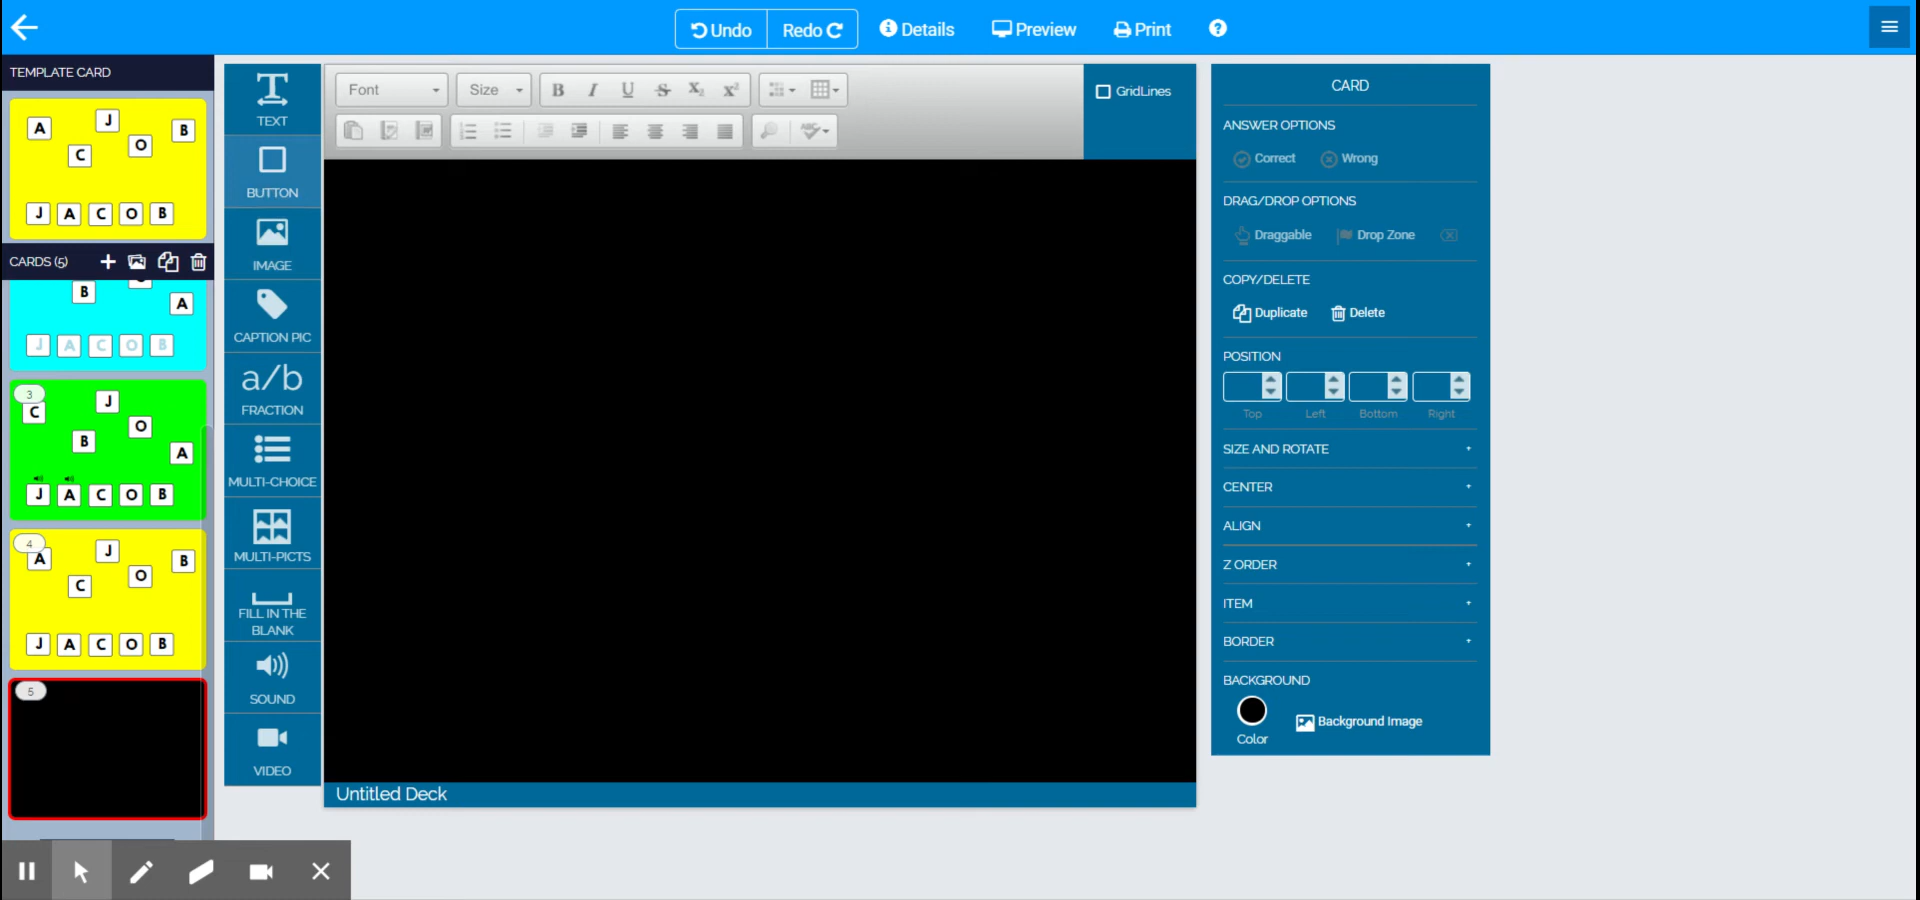 Undo
Redo
Details
Preview
Print
?
TEMPLATE CARD
A
J
B
C
O
J A C O B
CARDS (5)
B
A
J A C O B
3
C
J
O
B
A
J A C O B
4
A
J
B
C
O
J A C O B
5
TEXT
BUTTON
IMAGE
CAPTION PIC
a/b
FRACTION
MULTI-CHOICE
MULTI-PICTS
FILL IN THE
BLANK
SOUND
VIDEO
Font
Size
B I U S X₂ X²
ABC
GridLines
Untitled Deck
CARD
ANSWER OPTIONS
Correct
Wrong
DRAG/DROP OPTIONS
Draggable
Drop Zone
COPY/DELETE
Duplicate
Delete
POSITION
Top
Left
Bottom
Right
SIZE AND ROTATE +
CENTER +
ALIGN +
Z ORDER +
ITEM +
BORDER +
BACKGROUND
Color
Background Image